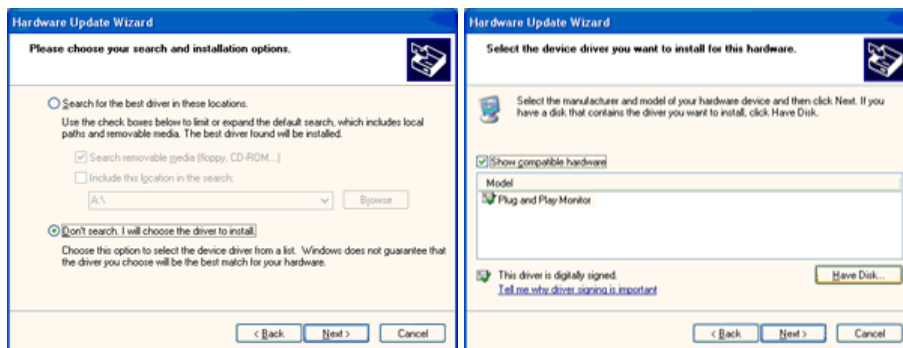 Hardware Update Wizard
Please choose your search and installation options.
Search for the best driver in these locations.
Use the check boxes below to limit or expand the default search, which includes local
paths and removable media. The best driver found will be installed.
Search removable media (floppy, CD-ROM...)
Include this location in the search:
A:\
Browse
Don't search. I will choose the driver to install.
Choose this option to select the device driver from a list. Windows does not guarantee that
the driver you choose will be the best match for your hardware.
< Back
Next >
Cancel
Hardware Update Wizard
Select the device driver you want to install for this hardware.
Select the manufacturer and model of your hardware device and then click Next. If you
have a disk that contains the driver you want to install, click Have Disk.
Show compatible hardware
Model
Plug and Play Monitor
This driver is digitally signed.
Tell me why driver signing is important
Have Disk...
< Back
Next >
Cancel